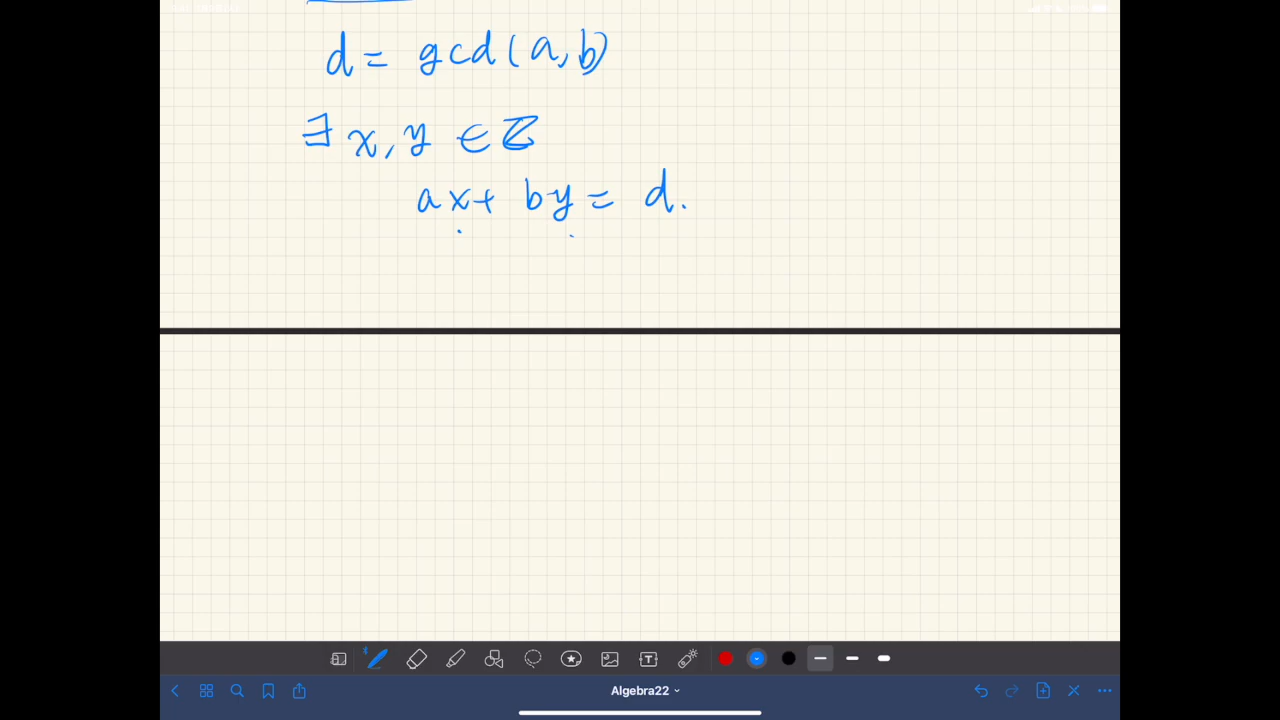 d = gcd(a,b)
∃ x, y ∈ ℤ
ax + by = d.
Algebra22